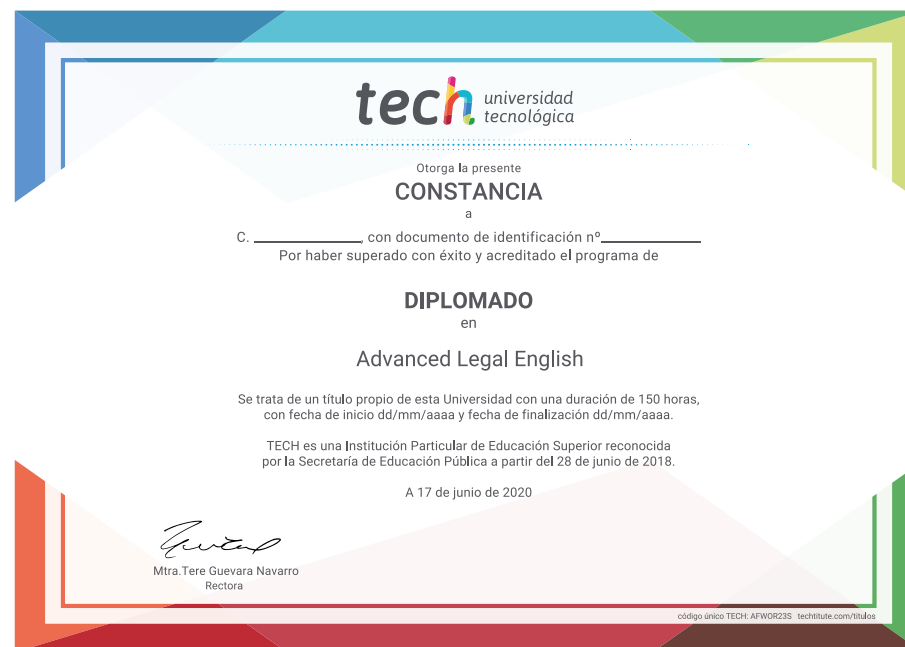 tech universidad
tecnológica
Otorga la presente
CONSTANCIA
a
C. ____________, con documento de identificación nº____________
Por haber superado con éxito y acreditado el programa de
DIPLOMADO
en
Advanced Legal English
Se trata de un título propio de esta Universidad con una duración de 150 horas,
con fecha de inicio dd/mm/aaaa y fecha de finalización dd/mm/aaaa.
TECH es una Institución Particular de Educación Superior reconocida
por la Secretaría de Educación Pública a partir del 28 de junio de 2018.
A 17 de junio de 2020
Mtra.Tere Guevara Navarro
Rectora
código único TECH: AFWOR23S techtitute.com/titulos